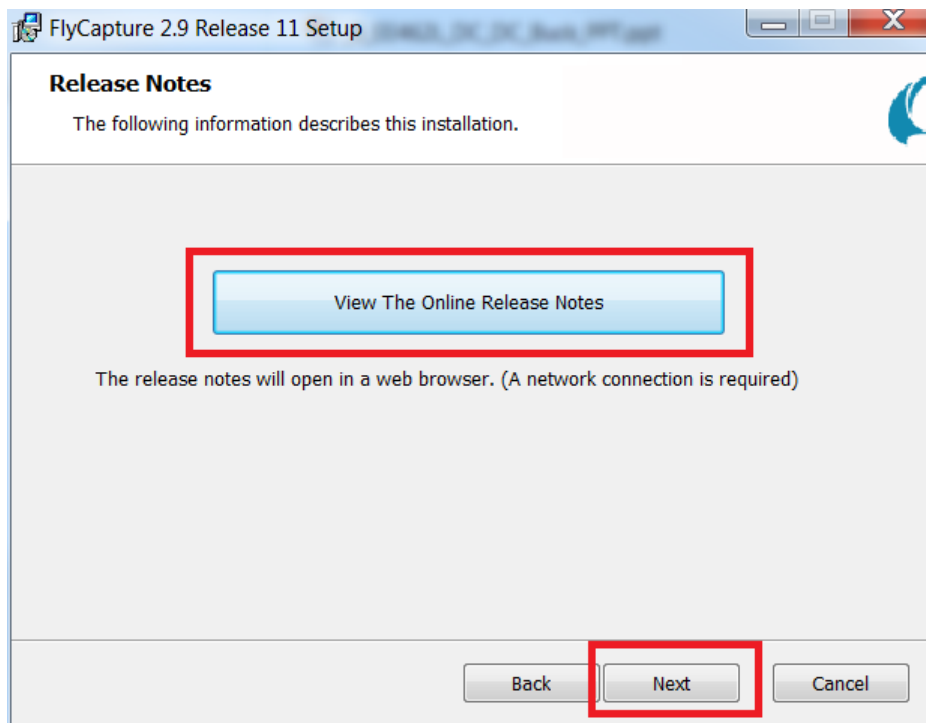 FlyCapture 2.9 Release 11 Setup
Release Notes
The following information describes this installation.
View The Online Release Notes
The release notes will open in a web browser. (A network connection is required)
Back
Next
Cancel